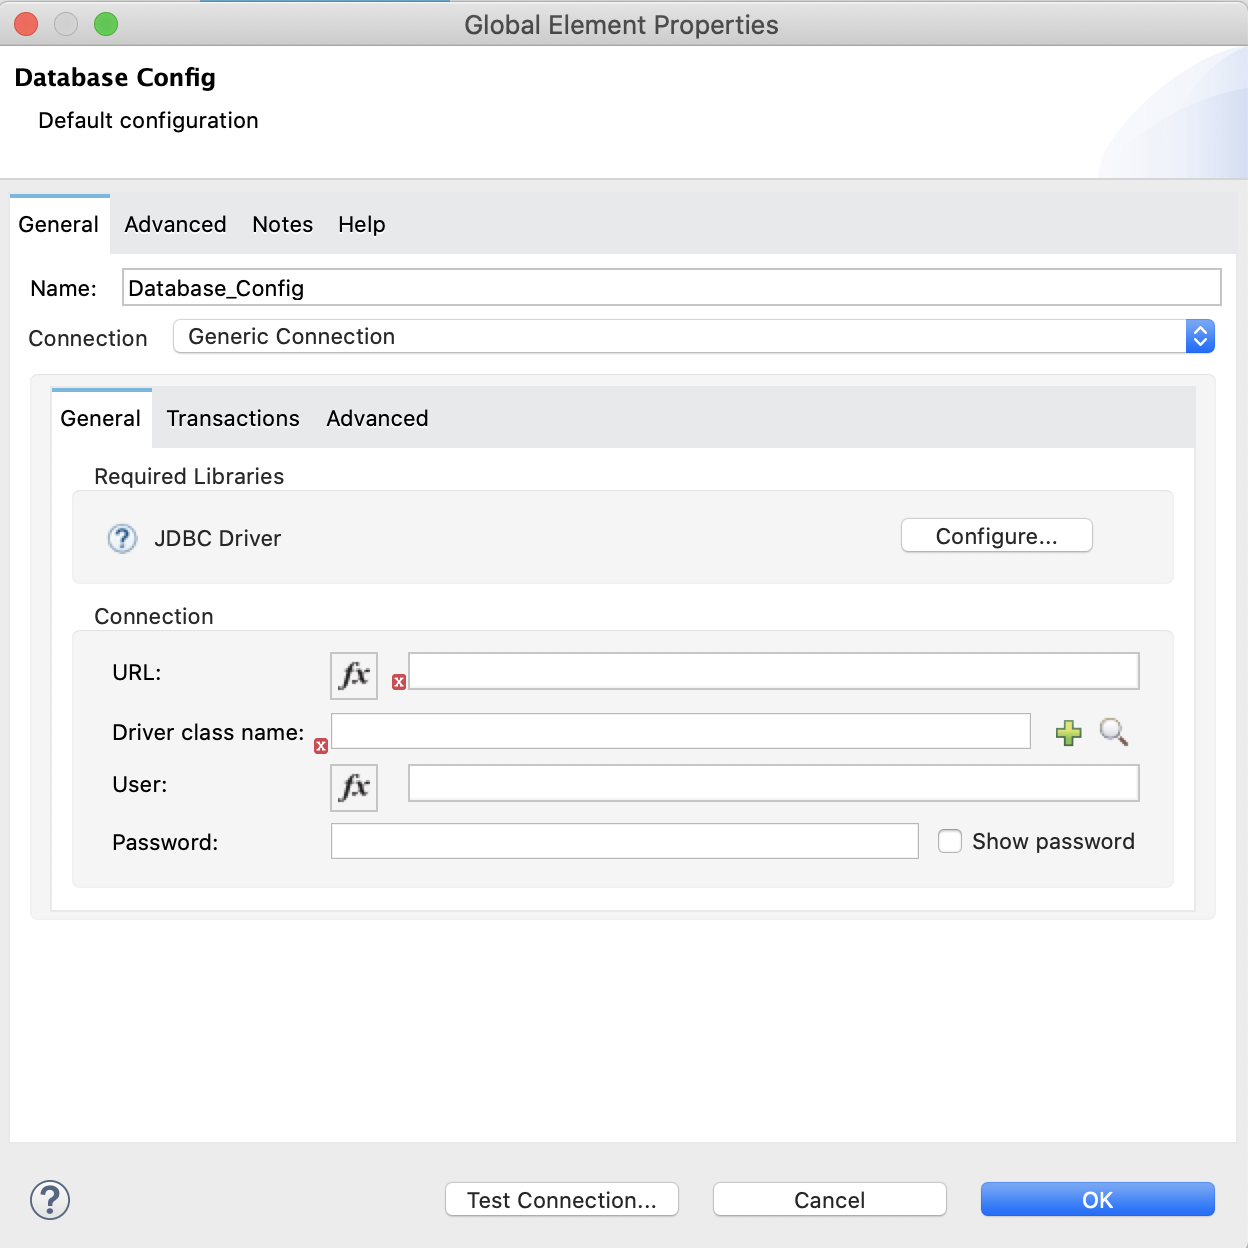 Global Element Properties
Database Config
Default configuration
General Advanced Notes Help
Name: Database_Config
Connection Generic Connection
General Transactions Advanced
Required Libraries
? JDBC Driver Configure...
Connection
URL: fx x
Driver class name: x
User: fx
Password: Show password
? Test Connection... Cancel OK